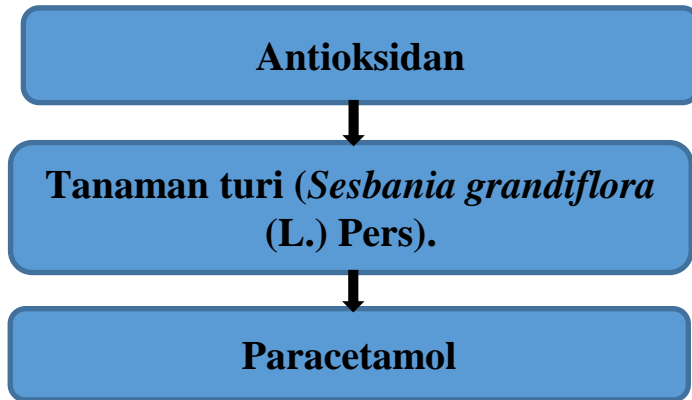 Antioksidan
Tanaman turi (Sesbania grandiflora
(L.) Pers).
Paracetamol